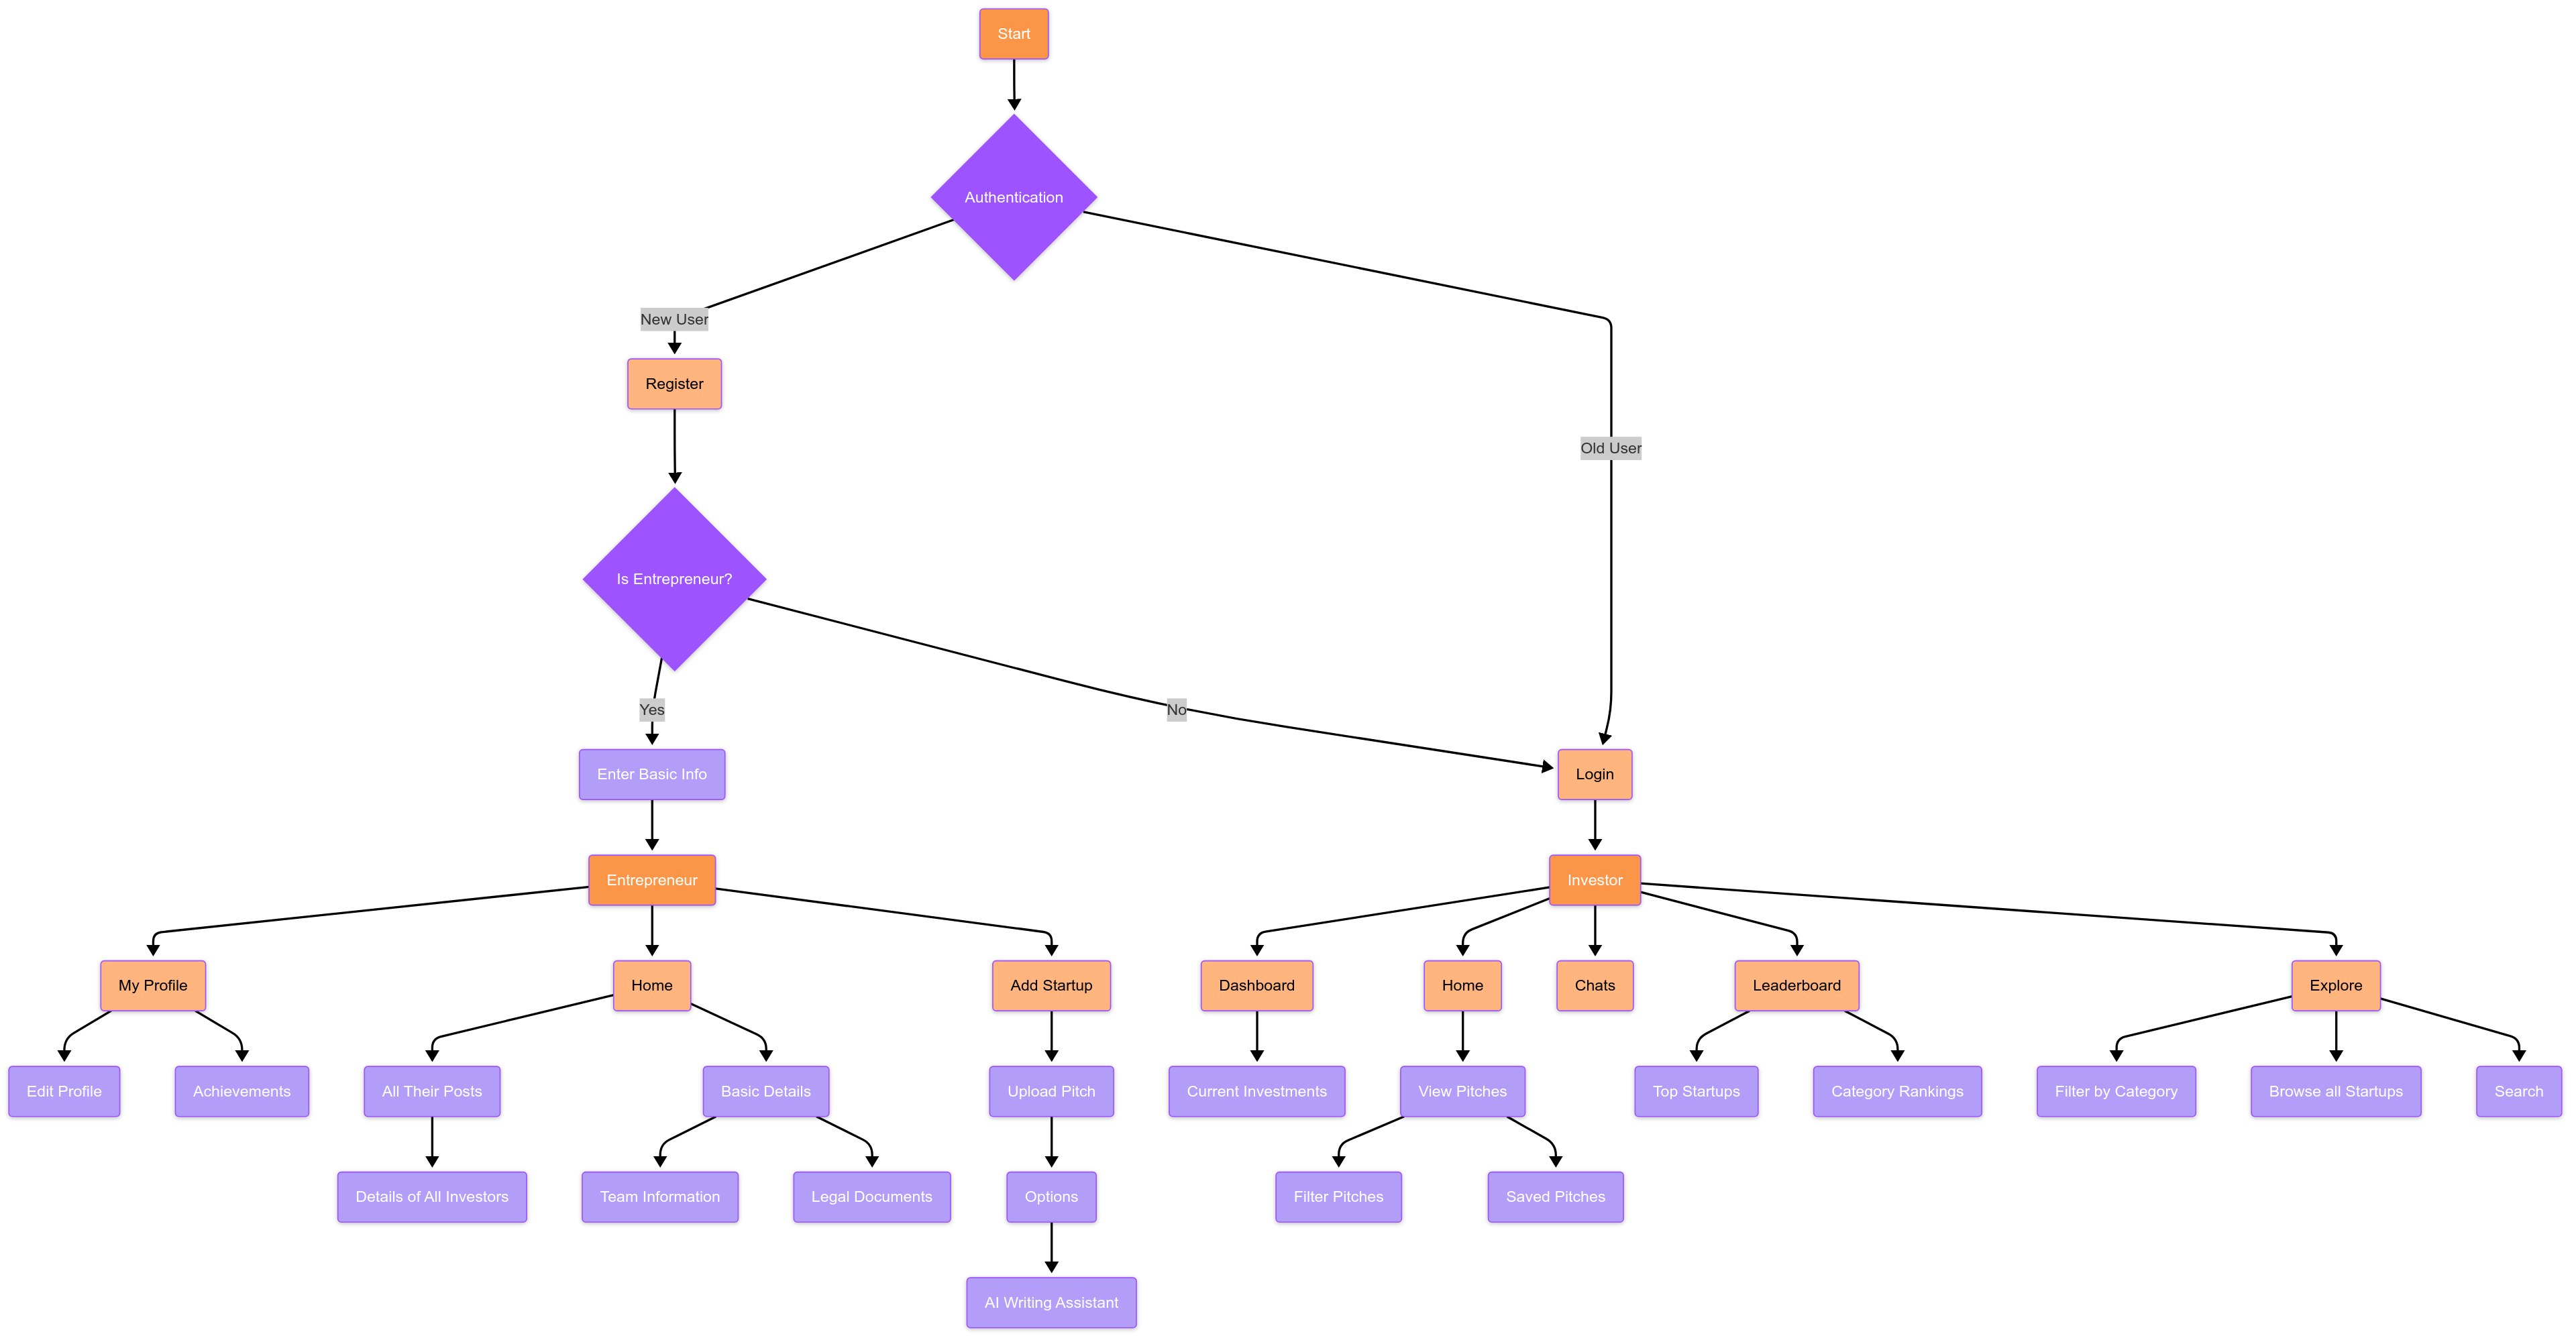 Start
Authentication
New User
Register
Old User
Is Entrepreneur?
Yes
No
Enter Basic Info
Login
Entrepreneur
Investor
My Profile
Home
Add Startup
Dashboard
Home
Chats
Leaderboard
Explore
Edit Profile
Achievements
All Their Posts
Basic Details
Upload Pitch
Current Investments
View Pitches
Top Startups
Category Rankings
Filter by Category
Browse all Startups
Search
Details of All Investors
Team Information
Legal Documents
Options
Filter Pitches
Saved Pitches
AI Writing Assistant